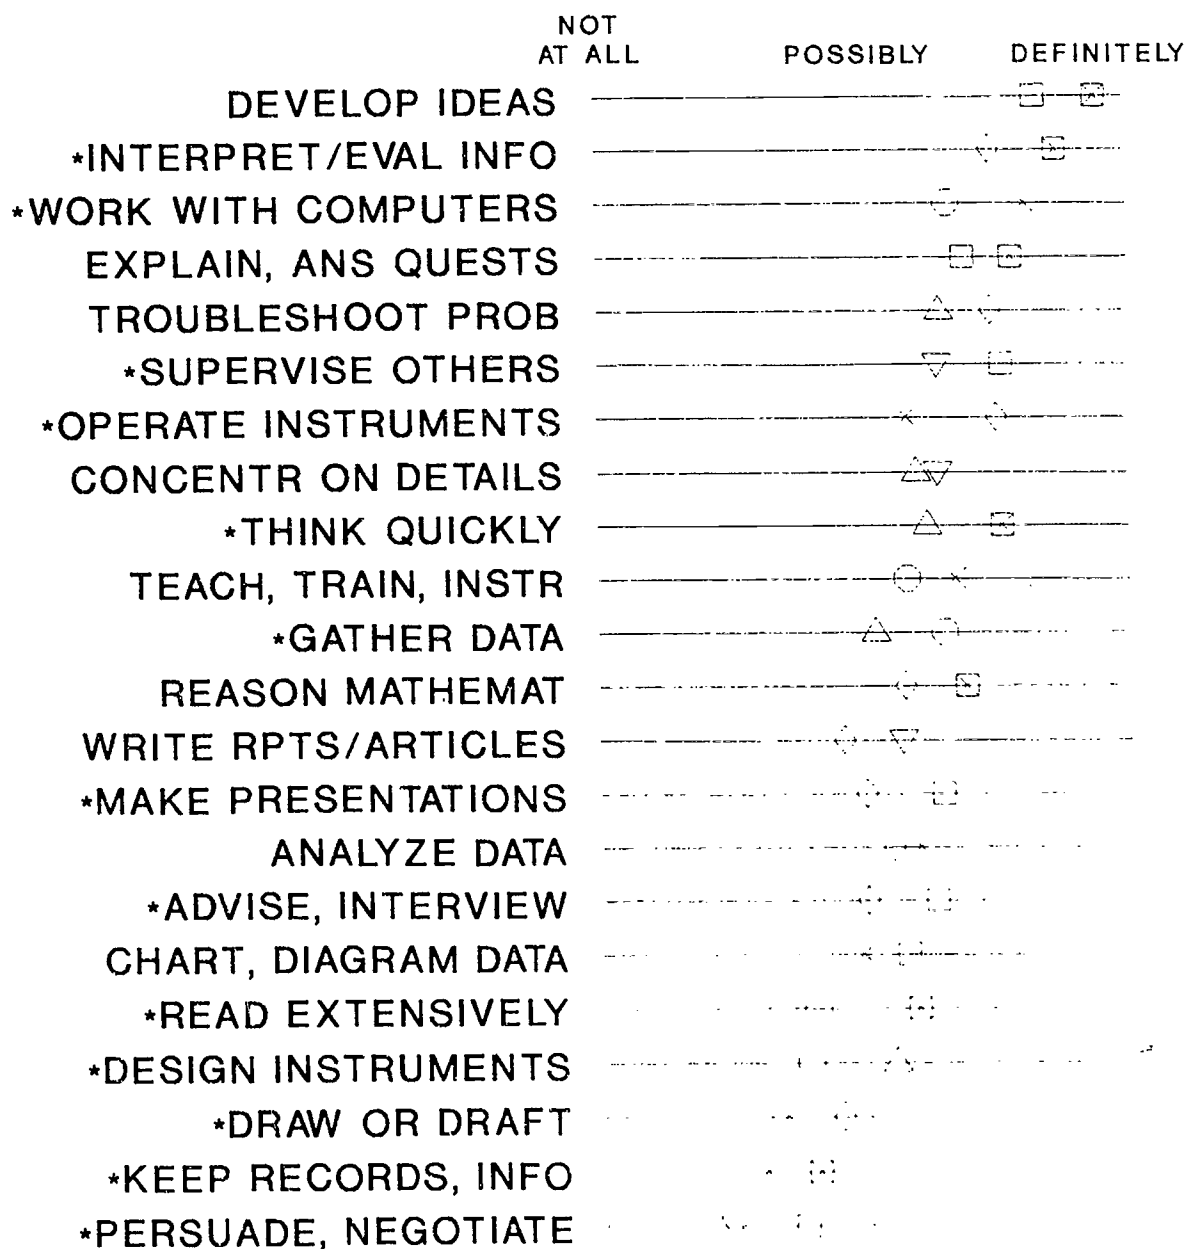 NOT
AT ALL POSSIBLY DEFINITELY
DEVELOP IDEAS
*INTERPRET/EVAL INFO
*WORK WITH COMPUTERS
EXPLAIN, ANS QUESTS
TROUBLESHOOT PROB
*SUPERVISE OTHERS
*OPERATE INSTRUMENTS
CONCENTR ON DETAILS
*THINK QUICKLY
TEACH, TRAIN, INSTR
*GATHER DATA
REASON MATHEMAT
WRITE RPTS/ARTICLES
*MAKE PRESENTATIONS
ANALYZE DATA
*ADVISE, INTERVIEW
CHART, DIAGRAM DATA
*READ EXTENSIVELY
*DESIGN INSTRUMENTS
*DRAW OR DRAFT
*KEEP RECORDS, INFO
*PERSUADE, NEGOTIATE